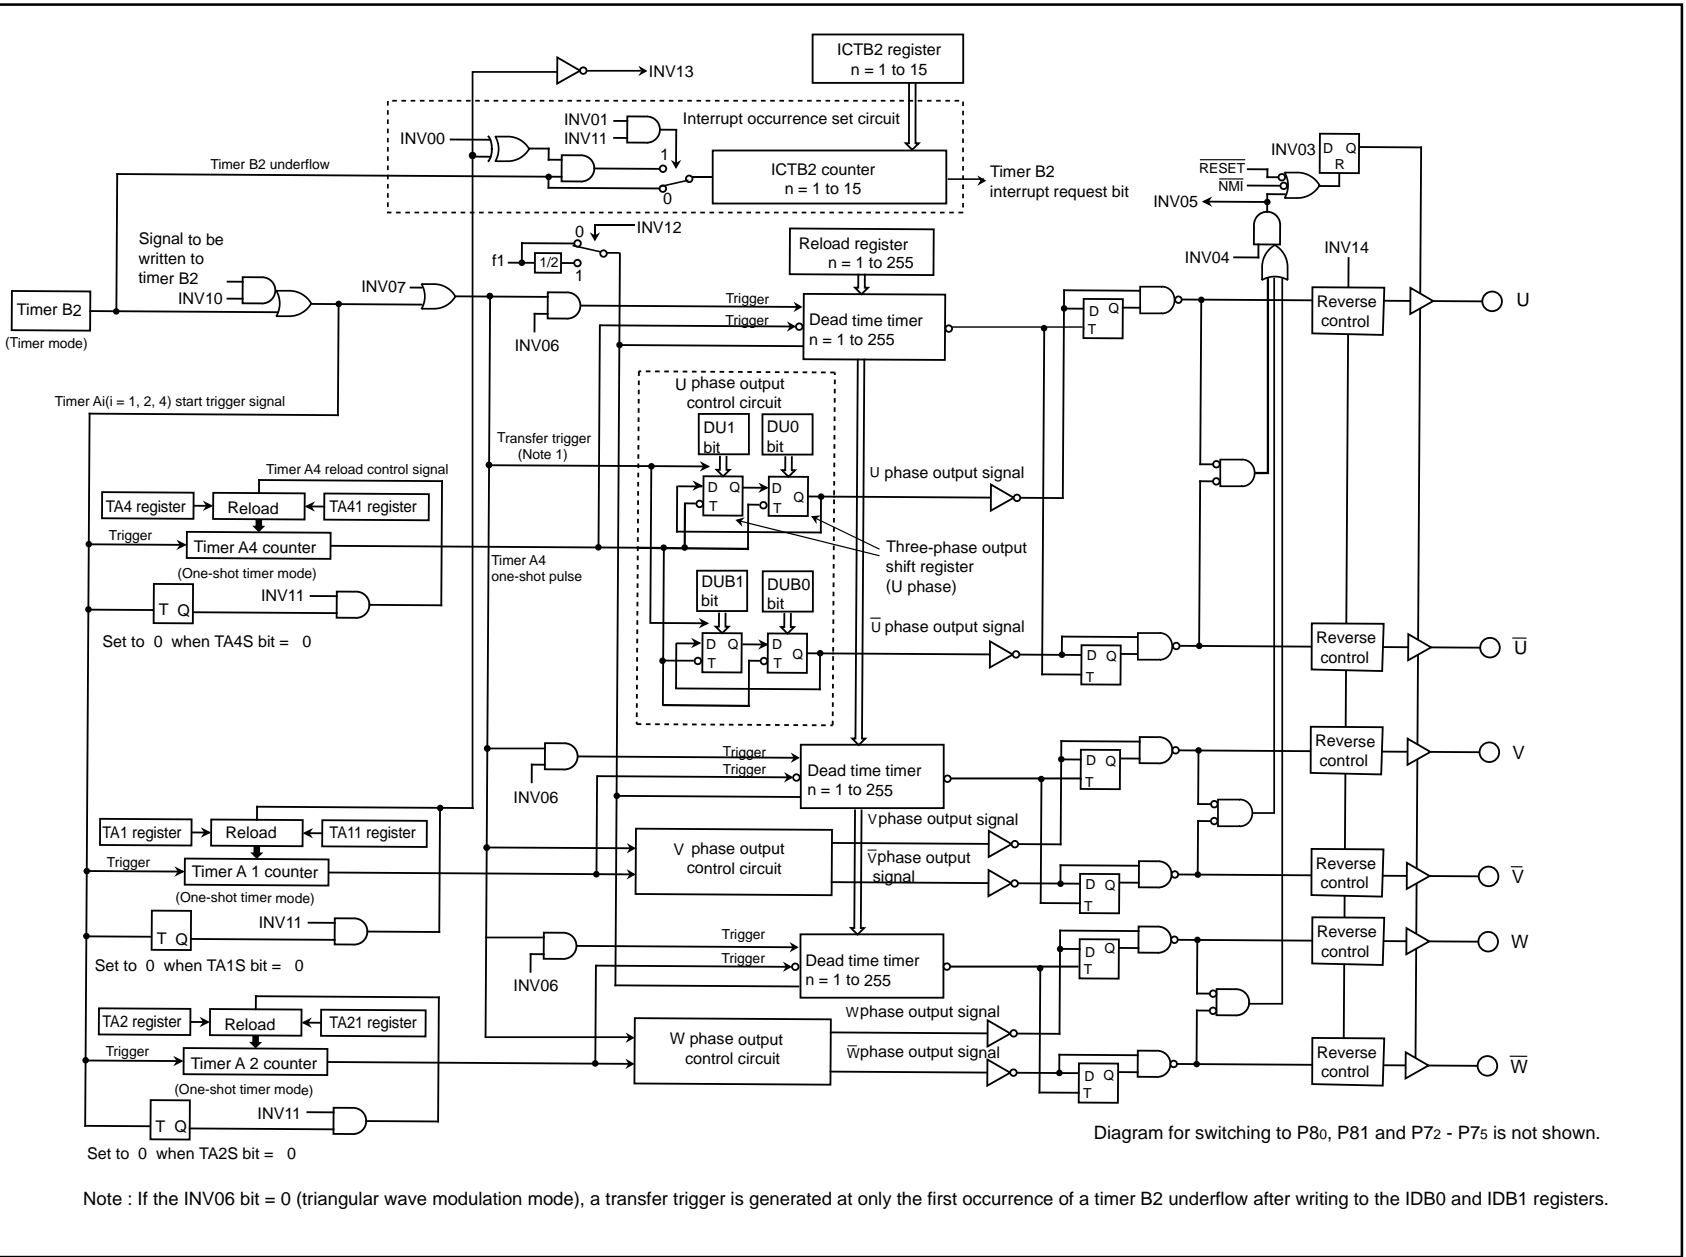 ICTB2 register
n = 1 to 15
INV13
INV01
INV11
Interrupt occurrence set circuit
INV00
1
0
Timer B2 underflow
ICTB2 counter
n = 1 to 15
Timer B2
interrupt request bit
INV03
D Q
R
RESET
NMI
INV05
INV04
INV14
INV12
0
f1
1/2
1
Reload register
n = 1 to 255
Signal to be
written to
timer B2
INV10
Timer B2
(Timer mode)
INV07
INV06
Trigger
Trigger
Dead time timer
n = 1 to 255
D Q
T
Reverse
control
U
Timer Ai(i = 1, 2, 4) start trigger signal
U phase output
control circuit
DU1
bit
DU0
bit
Transfer trigger
(Note 1)
D Q
T
D
Q
T
U phase output signal
Timer A4 reload control signal
TA4 register
Reload
TA41 register
Trigger
Timer A4 counter
(One-shot timer mode)
Timer A4
one-shot pulse
Three-phase output
shift register
(U phase)
T Q
INV11
Set to 0 when TA4S bit = 0
DUB1
bit
DUB0
bit
D Q
T
D
Q
T
U̅ phase output signal
D Q
T
Reverse
control
U̅
INV06
Trigger
Trigger
Dead time timer
n = 1 to 255
D Q
T
Reverse
control
V
TA1 register
Reload
TA11 register
Trigger
Timer A 1 counter
(One-shot timer mode)
V phase output
control circuit
V phase output signal
V̅ phase output
signal
D Q
T
Reverse
control
V̅
T Q
INV11
Set to 0 when TA1S bit = 0
INV06
Trigger
Trigger
Dead time timer
n = 1 to 255
D Q
T
Reverse
control
W
TA2 register
Reload
TA21 register
Trigger
Timer A 2 counter
(One-shot timer mode)
W phase output
control circuit
W phase output signal
W̅ phase output signal
D Q
T
Reverse
control
W̅
T Q
INV11
Set to 0 when TA2S bit = 0
Diagram for switching to P80, P81 and P72 - P75 is not shown.
Note : If the INV06 bit = 0 (triangular wave modulation mode), a transfer trigger is generated at only the first occurrence of a timer B2 underflow after writing to the IDB0 and IDB1 registers.